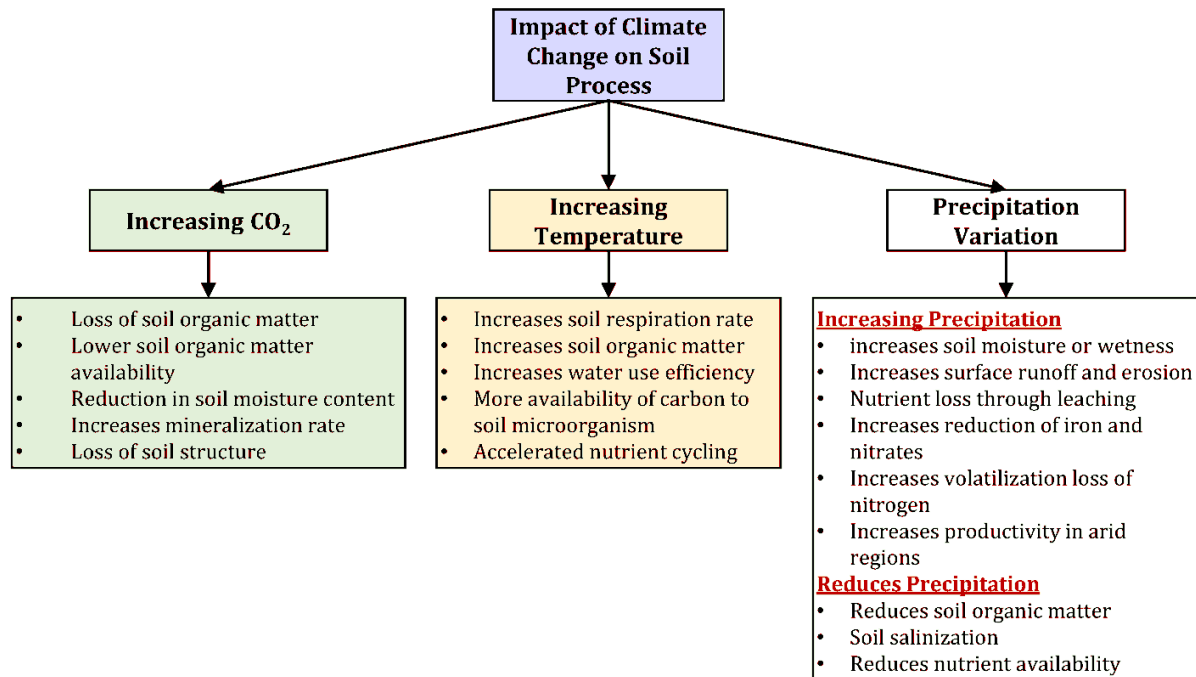 Impact of Climate
Change on Soil
Process
Increasing CO₂
Increasing
Temperature
Precipitation
Variation
• Loss of soil organic matter
• Lower soil organic matter
availability
• Reduction in soil moisture content
• Increases mineralization rate
• Loss of soil structure
• Increases soil respiration rate
• Increases soil organic matter
• Increases water use efficiency
• More availability of carbon to
soil microorganism
• Accelerated nutrient cycling
Increasing Precipitation
• increases soil moisture or wetness
• Increases surface runoff and erosion
• Nutrient loss through leaching
• Increases reduction of iron and
nitrates
• Increases volatilization loss of
nitrogen
• Increases productivity in arid
regions
Reduces Precipitation
• Reduces soil organic matter
• Soil salinization
• Reduces nutrient availability